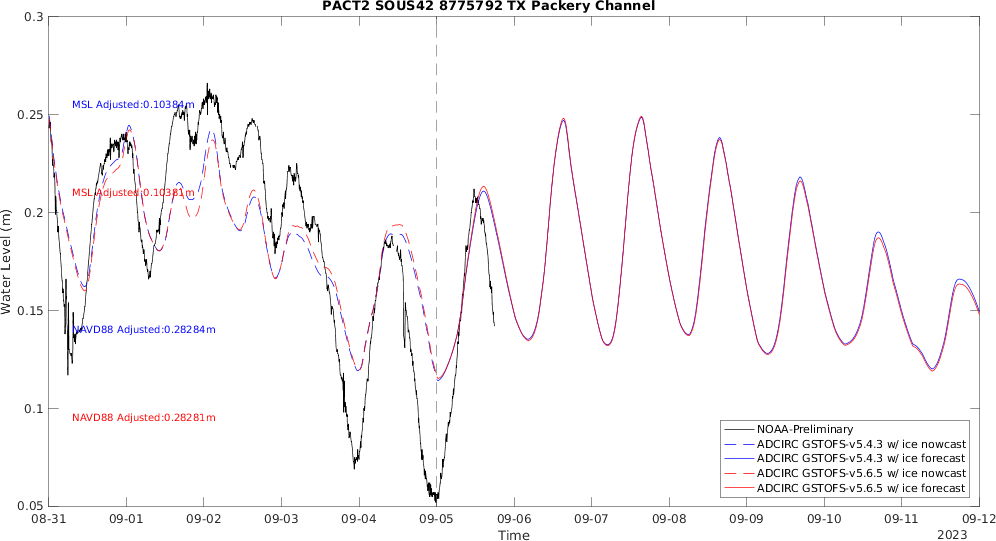 PACT2 SOUS42 8775792 TX Packery Channel
0.3
0.25
0.2
0.15
0.1
0.05
Water Level (m)
MSL Adjusted:0.10384m
MSL Adjusted:0.10381m
NAVD88 Adjusted:0.28284m
NAVD88 Adjusted:0.28281m
NOAA-Preliminary
ADCIRC GSTOFS-v5.4.3 w/ ice nowcast
ADCIRC GSTOFS-v5.4.3 w/ ice forecast
ADCIRC GSTOFS-v5.6.5 w/ ice nowcast
ADCIRC GSTOFS-v5.6.5 w/ ice forecast
08-31 09-01 09-02 09-03 09-04 09-05 09-06 09-07 09-08 09-09 09-10 09-11 09-12
Time
2023